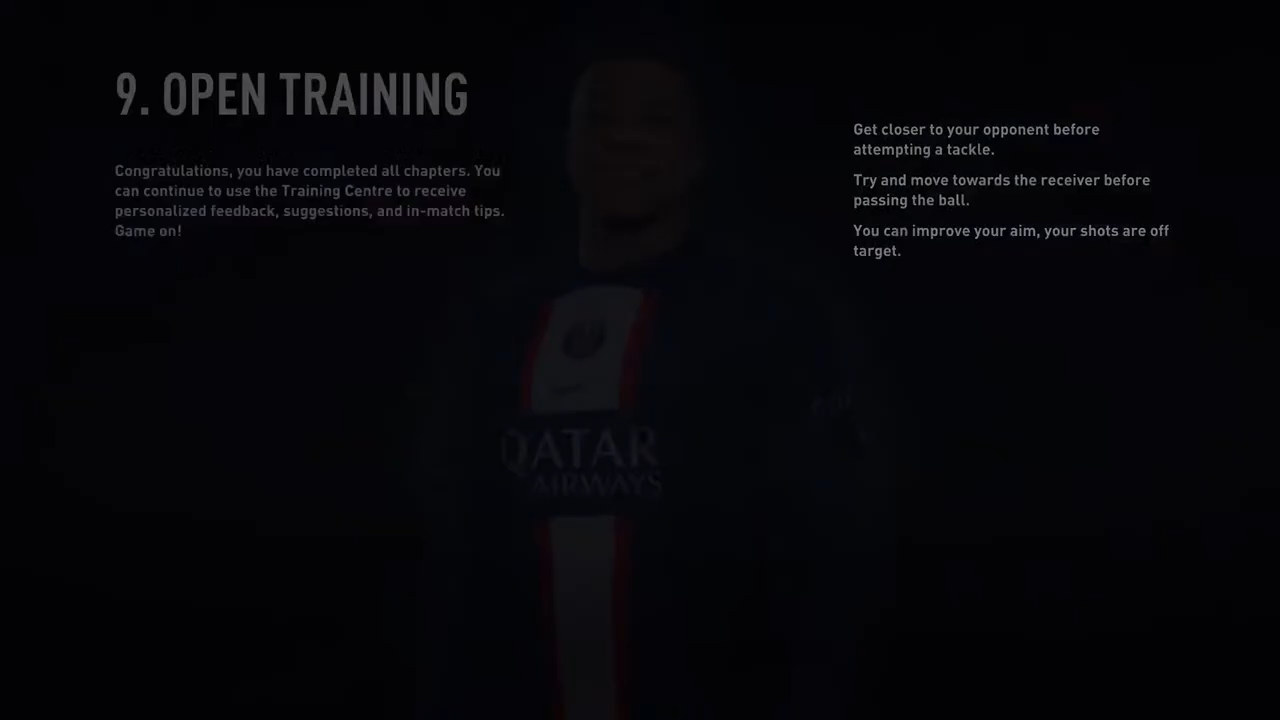 9. OPEN TRAINING
Congratulations, you have completed all chapters. You
can continue to use the Training Centre to receive
personalized feedback, suggestions, and in-match tips.
Game on!
Get closer to your opponent before
attempting a tackle.
Try and move towards the receiver before
passing the ball.
You can improve your aim, your shots are off
target.
QATAR
AIRWAYS